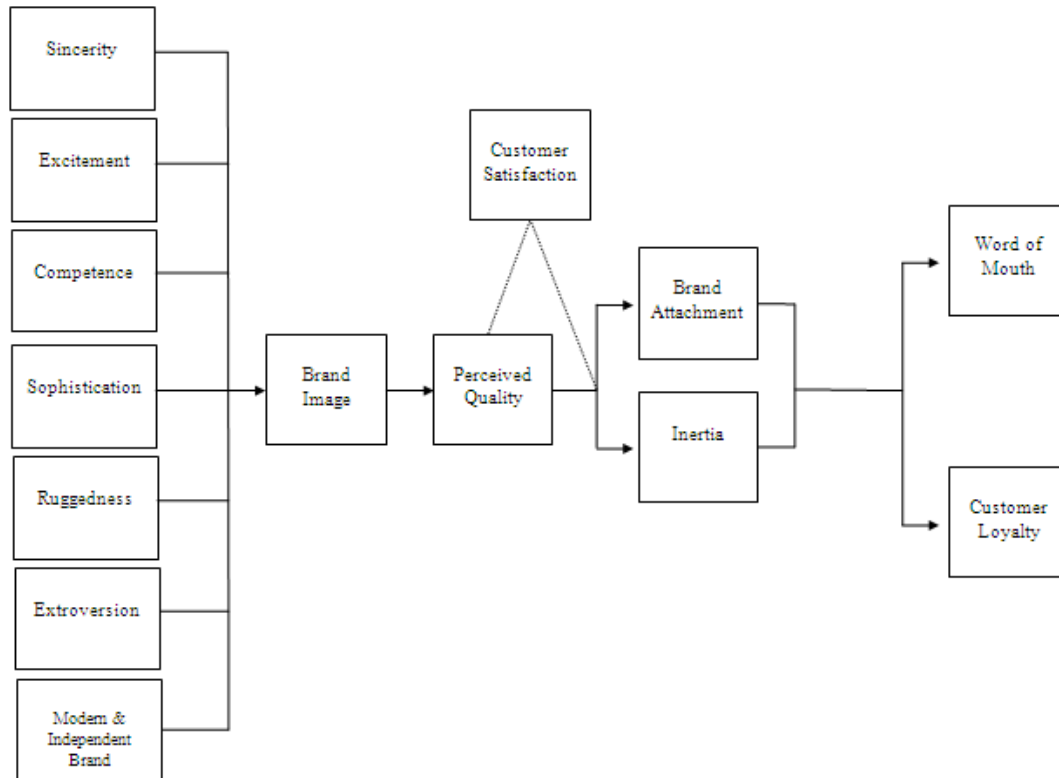 Sincerity
Excitement
Competence
Sophistication
Ruggedness
Extroversion
Modern &
Independent
Brand
Brand
Image
Perceived
Quality
Customer
Satisfaction
Brand
Attachment
Inertia
Word of
Mouth
Customer
Loyalty